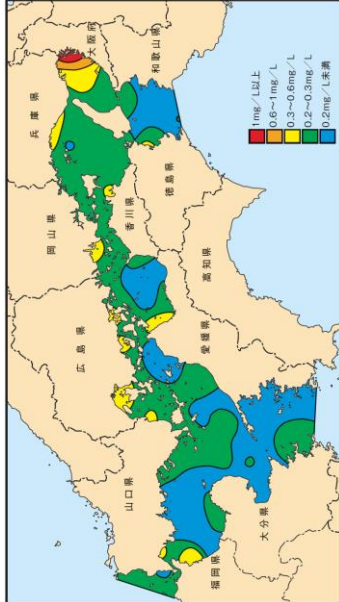 兵庫県
大阪府
和歌山県
岡山県
香川県
徳島県
広島県
愛媛県
高知県
山口県
福岡県
大分県
1mg/L以上
0.6~1mg/L
0.3~0.6mg/L
0.2~0.3mg/L
0.2mg/L未満